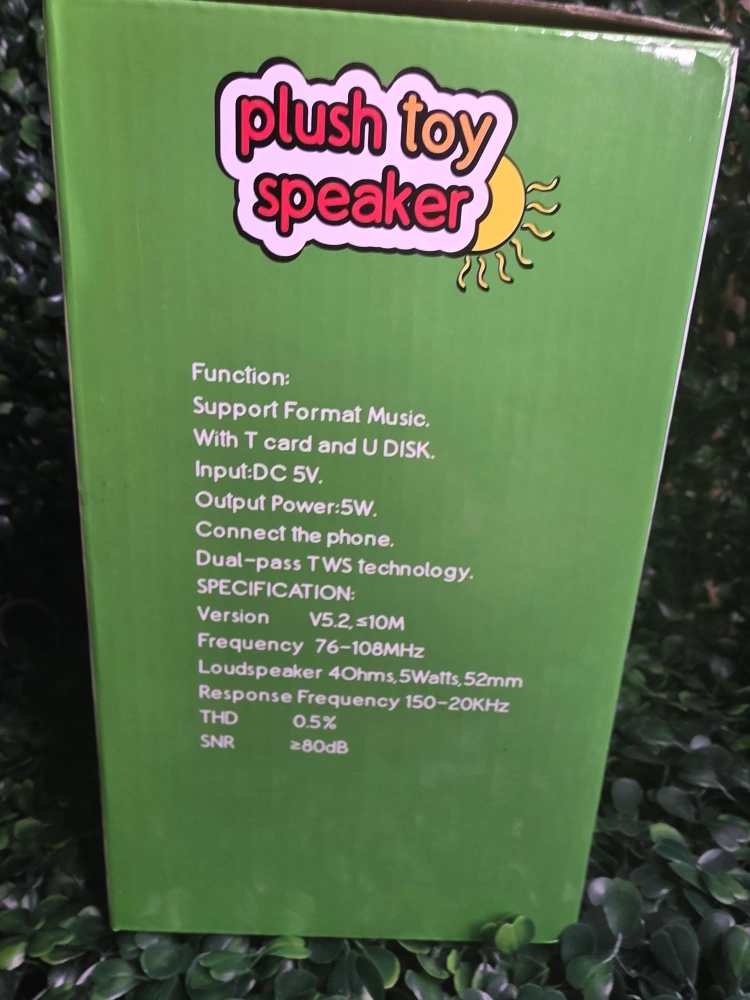 plush toy
speaker
Function:
Support Format Music.
With T card and U DISK.
Input:DC 5V.
Output Power:5W.
Connect the phone.
Dual-pass TWS technology.
SPECIFICATION:
Version V5.2,≤10M
Frequency 76-108MHz
Loudspeaker 4Ohms,5Watts,52mm
Response Frequency 150-20KHz
THD 0.5%
SNR ≥80dB